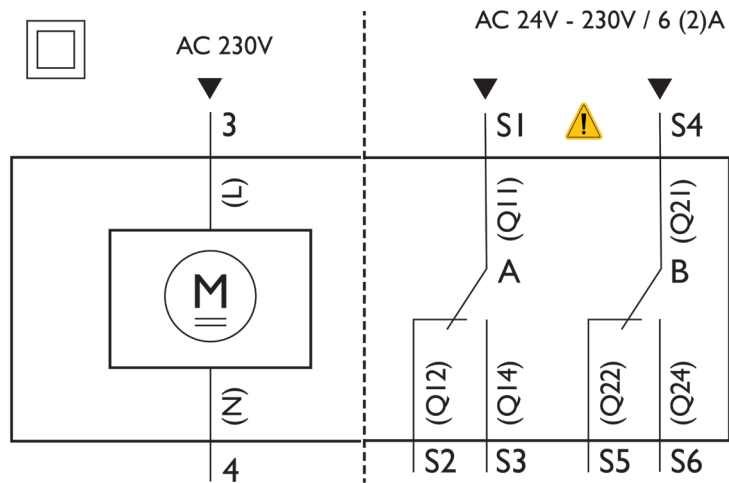 AC 230V
AC 24V - 230V / 6 (2)A
3
S1
S4
(L)
(Q11)
(Q21)
M
A
B
(N)
(Q12)
(Q14)
(Q22)
(Q24)
4
S2
S3
S5
S6